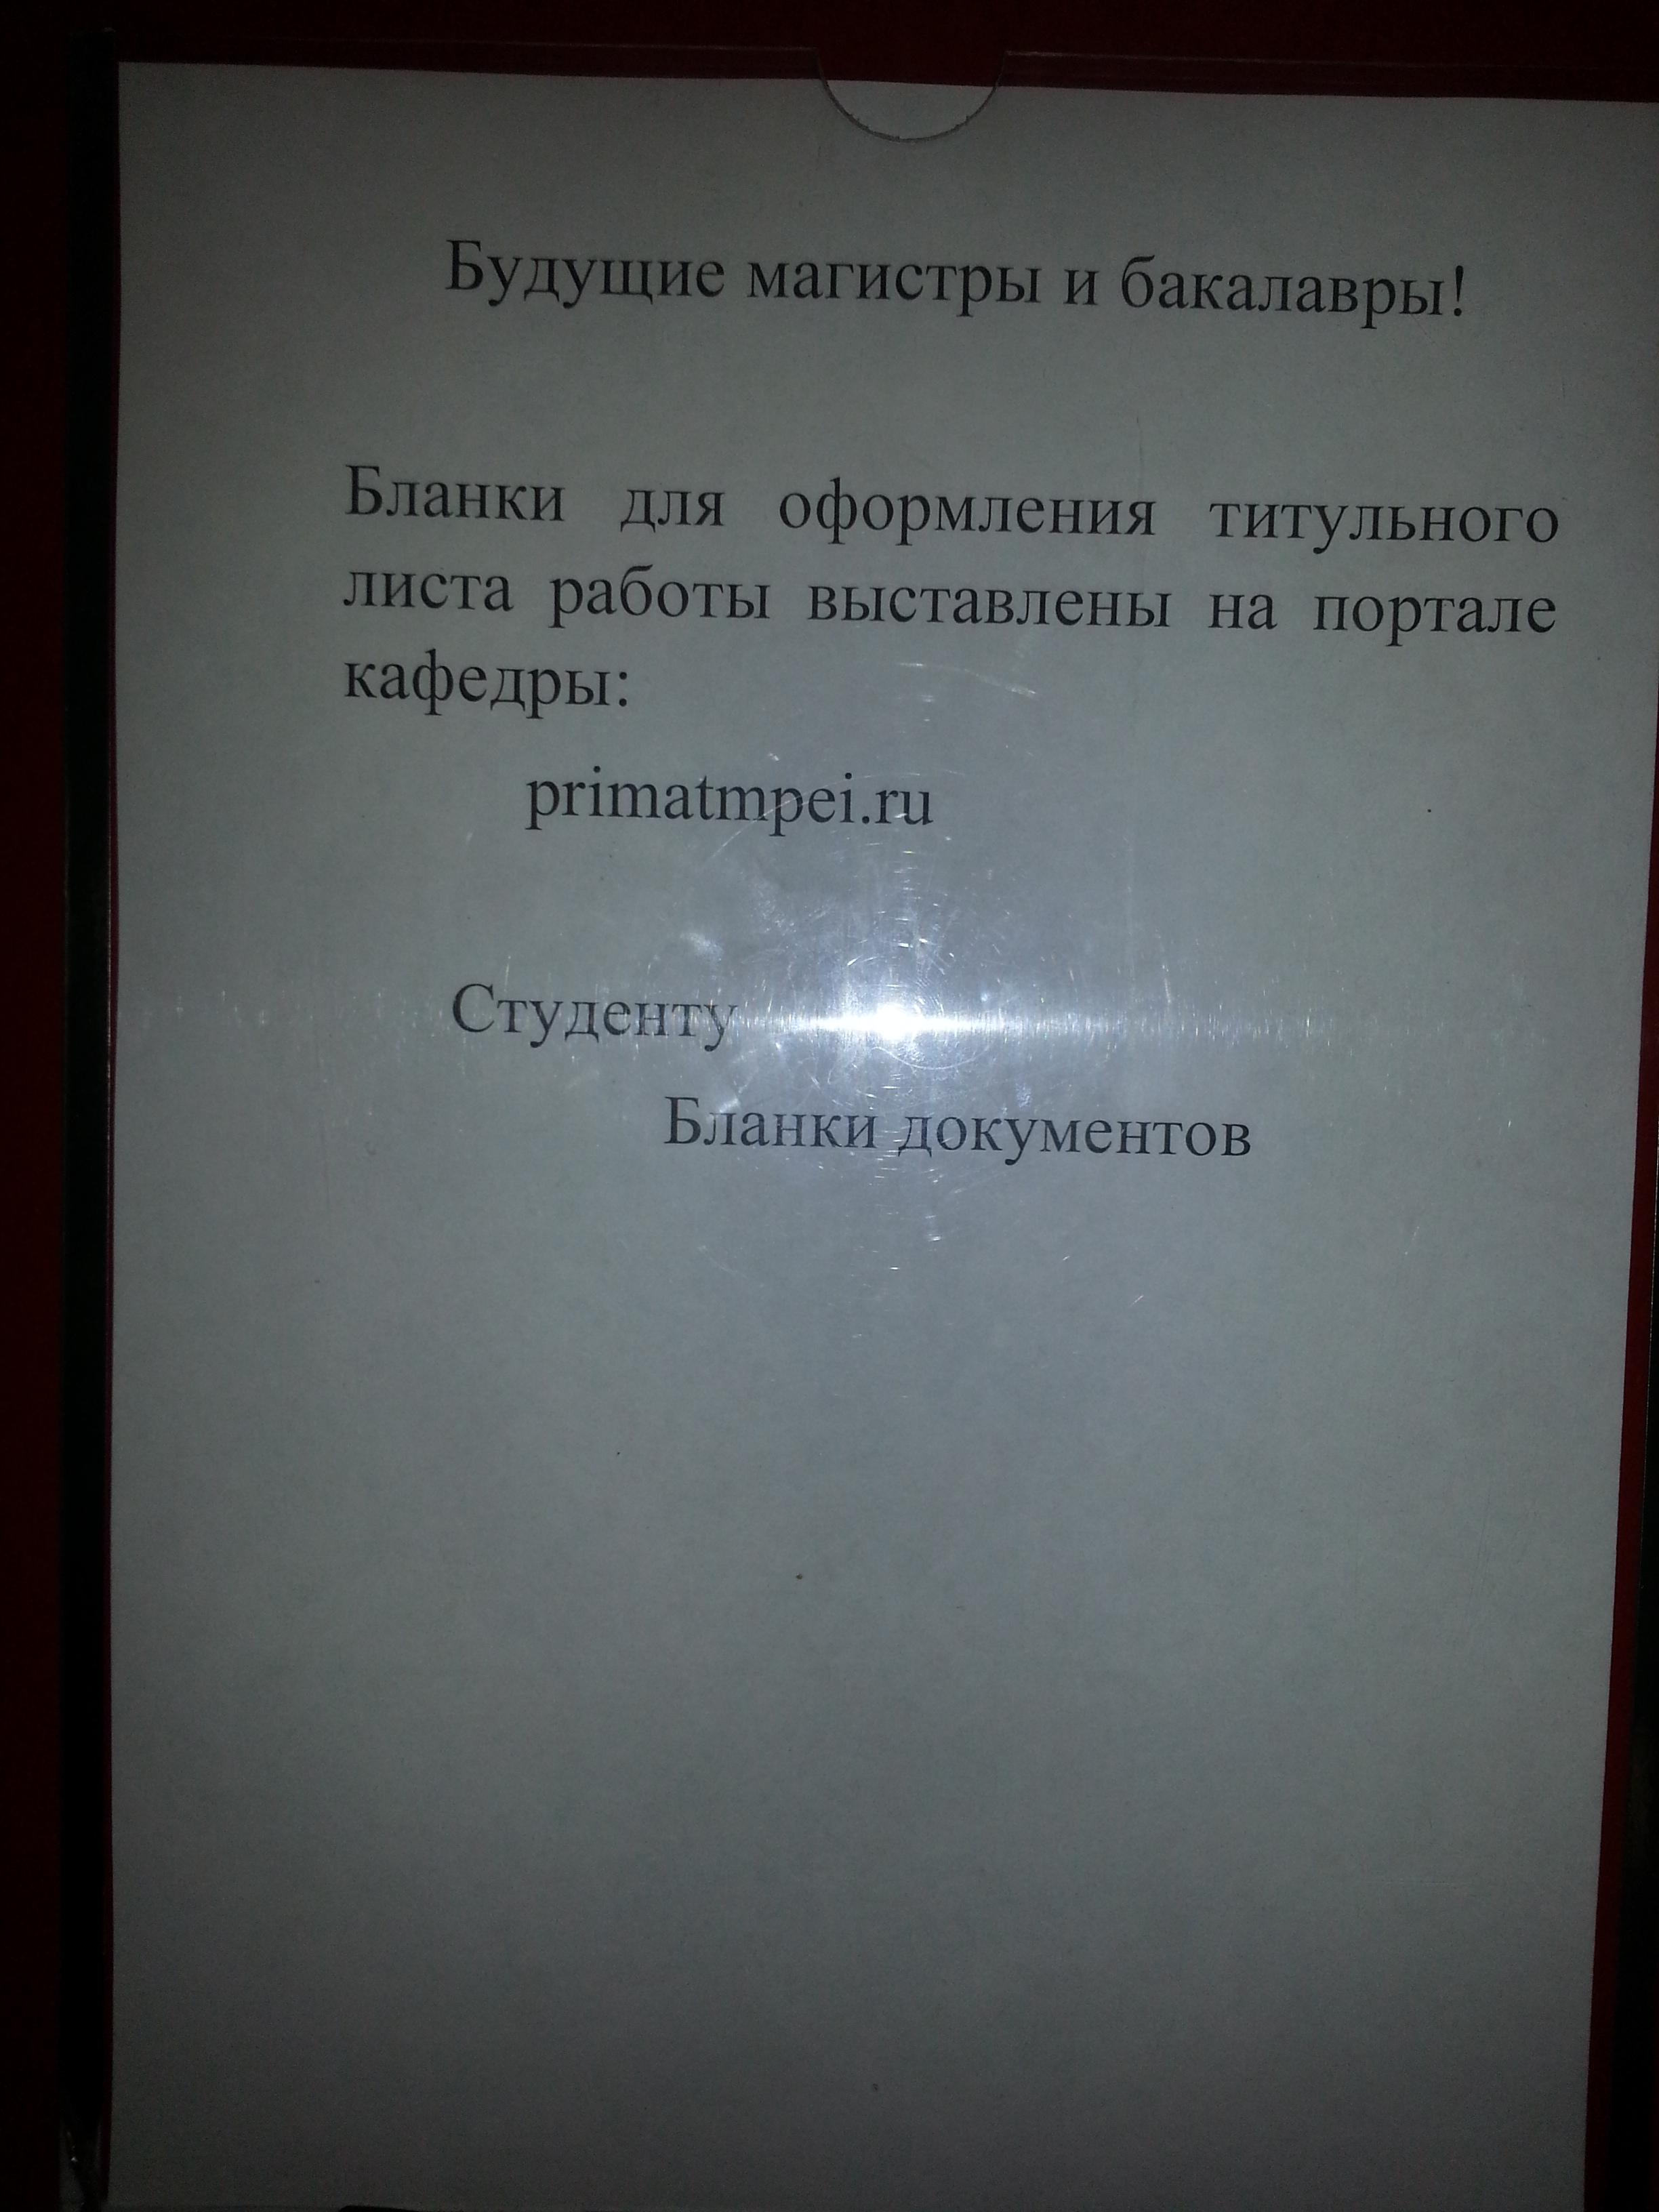 Будущие магистры и бакалавры!
Бланки для оформления титульного
листа работы выставлены на портале
кафедры:
primatmpei.ru
Студенту
Бланки документов